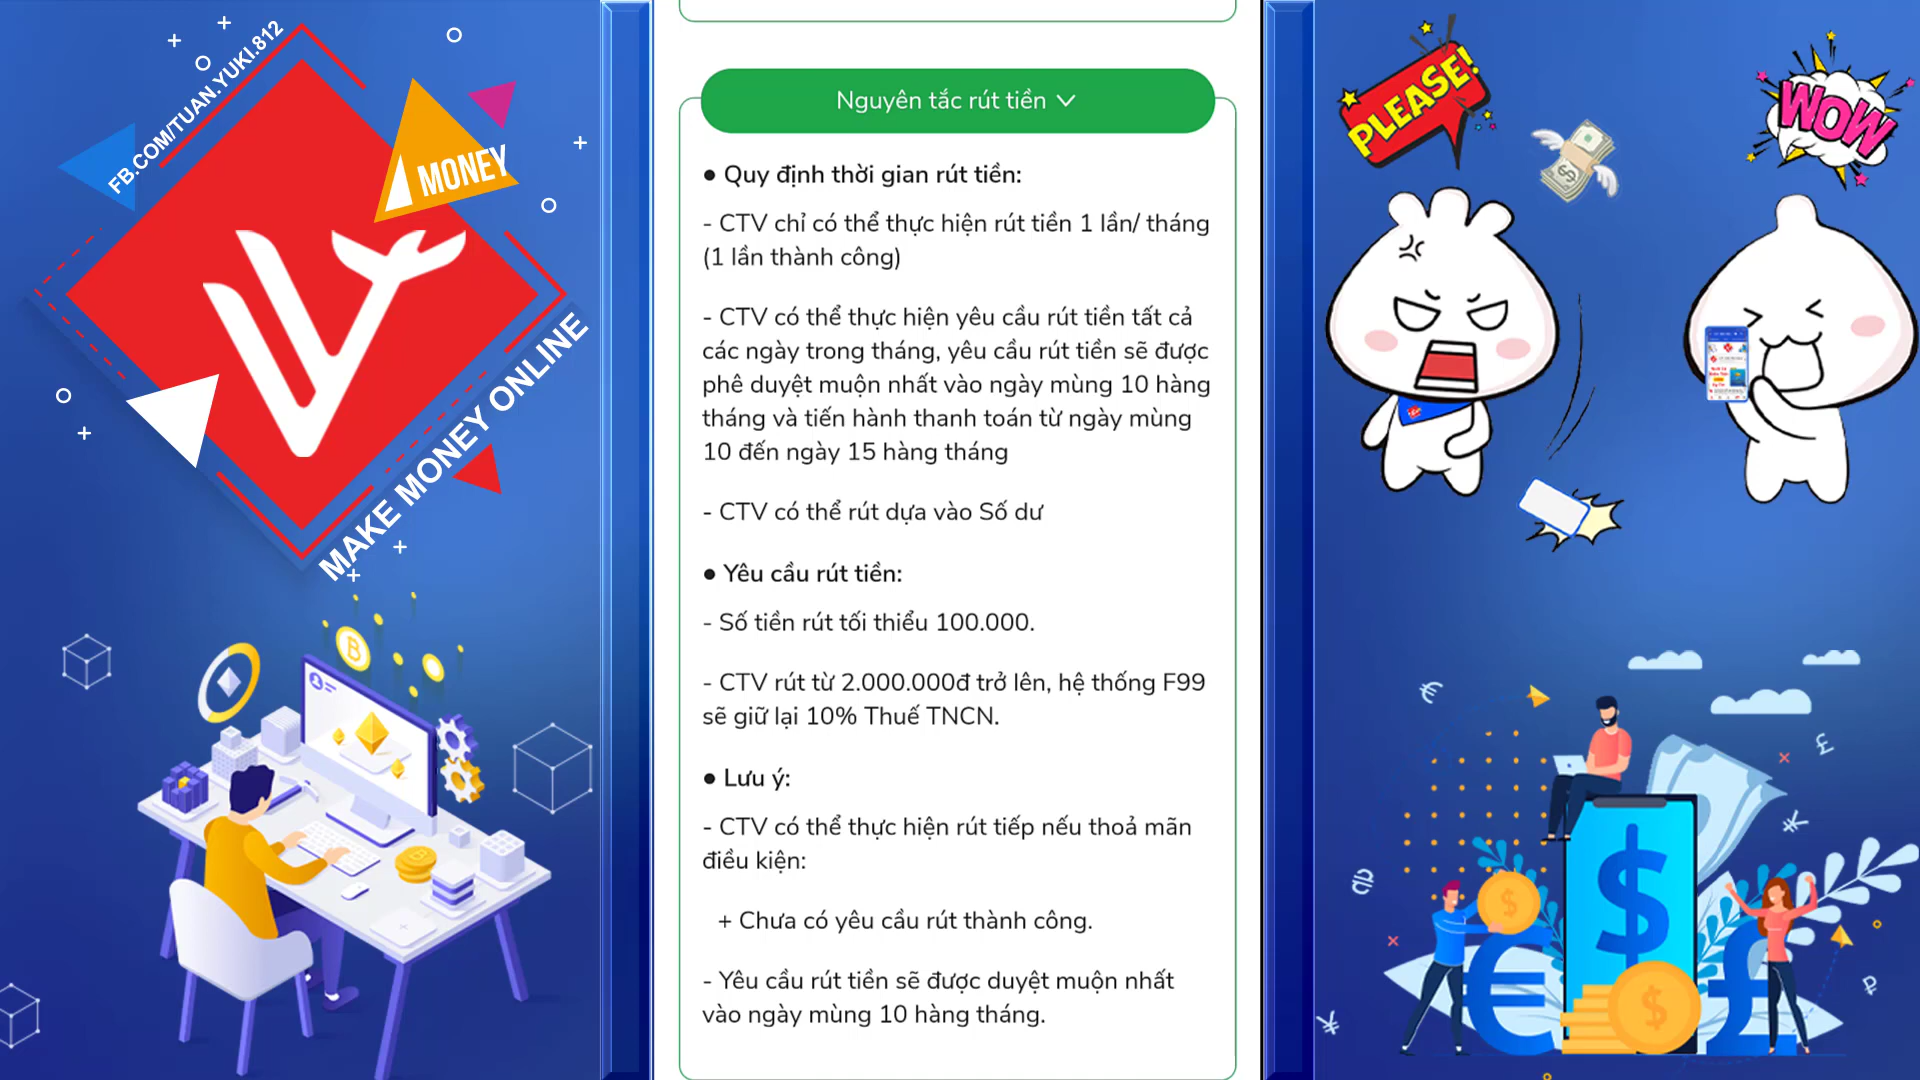 FB.COM/TUAN.YUKI.812
MONEY
MAKE MONEY ONLINE
Nguyên tắc rút tiền
● Quy định thời gian rút tiền:
- CTV chỉ có thể thực hiện rút tiền 1 lần/ tháng
(1 lần thành công)
- CTV có thể thực hiện yêu cầu rút tiền tất cả
các ngày trong tháng, yêu cầu rút tiền sẽ được
phê duyệt muộn nhất vào ngày mùng 10 hàng
tháng và tiến hành thanh toán từ ngày mùng
10 đến ngày 15 hàng tháng
- CTV có thể rút dựa vào Số dư
● Yêu cầu rút tiền:
- Số tiền rút tối thiểu 100.000.
- CTV rút từ 2.000.000đ trở lên, hệ thống F99
sẽ giữ lại 10% Thuế TNCN.
● Lưu ý:
- CTV có thể thực hiện rút tiếp nếu thoả mãn
điều kiện:
+ Chưa có yêu cầu rút thành công.
- Yêu cầu rút tiền sẽ được duyệt muộn nhất
vào ngày mùng 10 hàng tháng.
PLEASE!
WOW